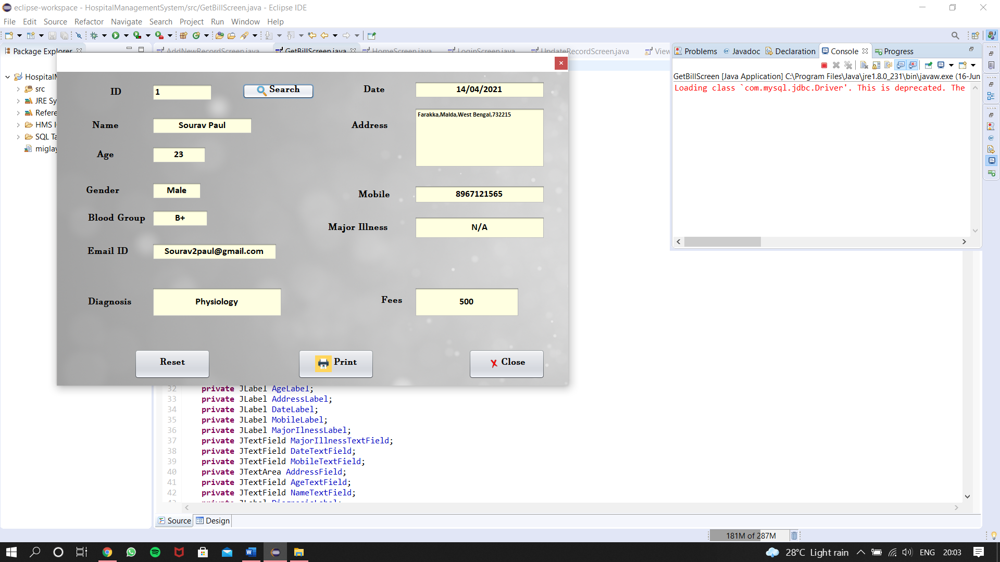 eclipse-workspace - HospitalManagementSystem/src/GetBillScreen.java - Eclipse IDE
File Edit Source Refactor Navigate Search Project Run Window Help
Package Explorer
AddNewRecordScreen.java GetBillScreen.java HomeScreen.java LoginScreen.java UpdateRecordScreen.java View
Problems @ Javadoc Declaration Console Progress
GetBillScreen [Java Application] C:\Program Files\Java\jre1.8.0_231\bin\javaw.exe (16-Jun
Loading class `com.mysql.jdbc.Driver'. This is deprecated. The
HospitalM
src
JRE Sy
Refere
HMS I
SQL Ta
miglay
ID 1 Search Date 14/04/2021
Name Sourav Paul Address Farakka,Malda,West Bengal,732215
Age 23
Gender Male Mobile 8967121565
Blood Group B+ Major Illness N/A
Email ID Sourav2paul@gmail.com
Diagnosis Physiology Fees 500
Reset Print Close
32 private JLabel AgeLabel;
33 private JLabel AddressLabel;
34 private JLabel DateLabel;
35 private JLabel MobileLabel;
36 private JLabel MajorIlnessLabel;
37 private JTextField MajorIllnessTextField;
38 private JTextField DateTextField;
39 private JTextField MobileTextField;
40 private JTextArea AddressField;
41 private JTextField AgeTextField;
42 private JTextField NameTextField;
Source Design
181M of 287M
28°C Light rain ENG 20:03